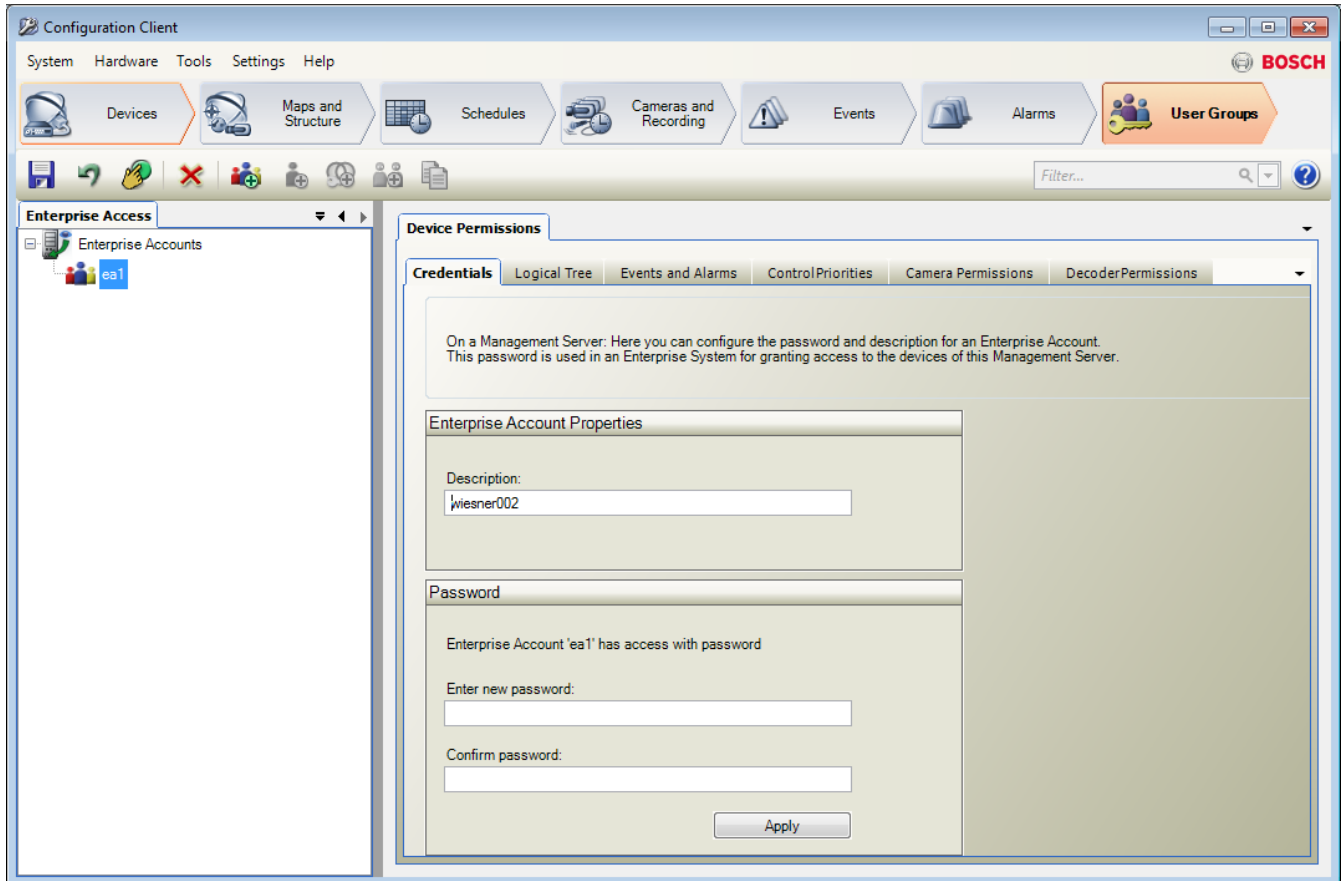 Configuration Client
System Hardware Tools Settings Help
BOSCH
Devices
Maps and
Structure
Schedules
Cameras and
Recording
Events
Alarms
User Groups
Filter...
Enterprise Access
Enterprise Accounts
ea1
Device Permissions
Credentials Logical Tree Events and Alarms ControlPriorities Camera Permissions DecoderPermissions
On a Management Server: Here you can configure the password and description for an Enterprise Account.
This password is used in an Enterprise System for granting access to the devices of this Management Server.
Enterprise Account Properties
Description:
wiesner002
Password
Enterprise Account 'ea1' has access with password
Enter new password:
Confirm password:
Apply